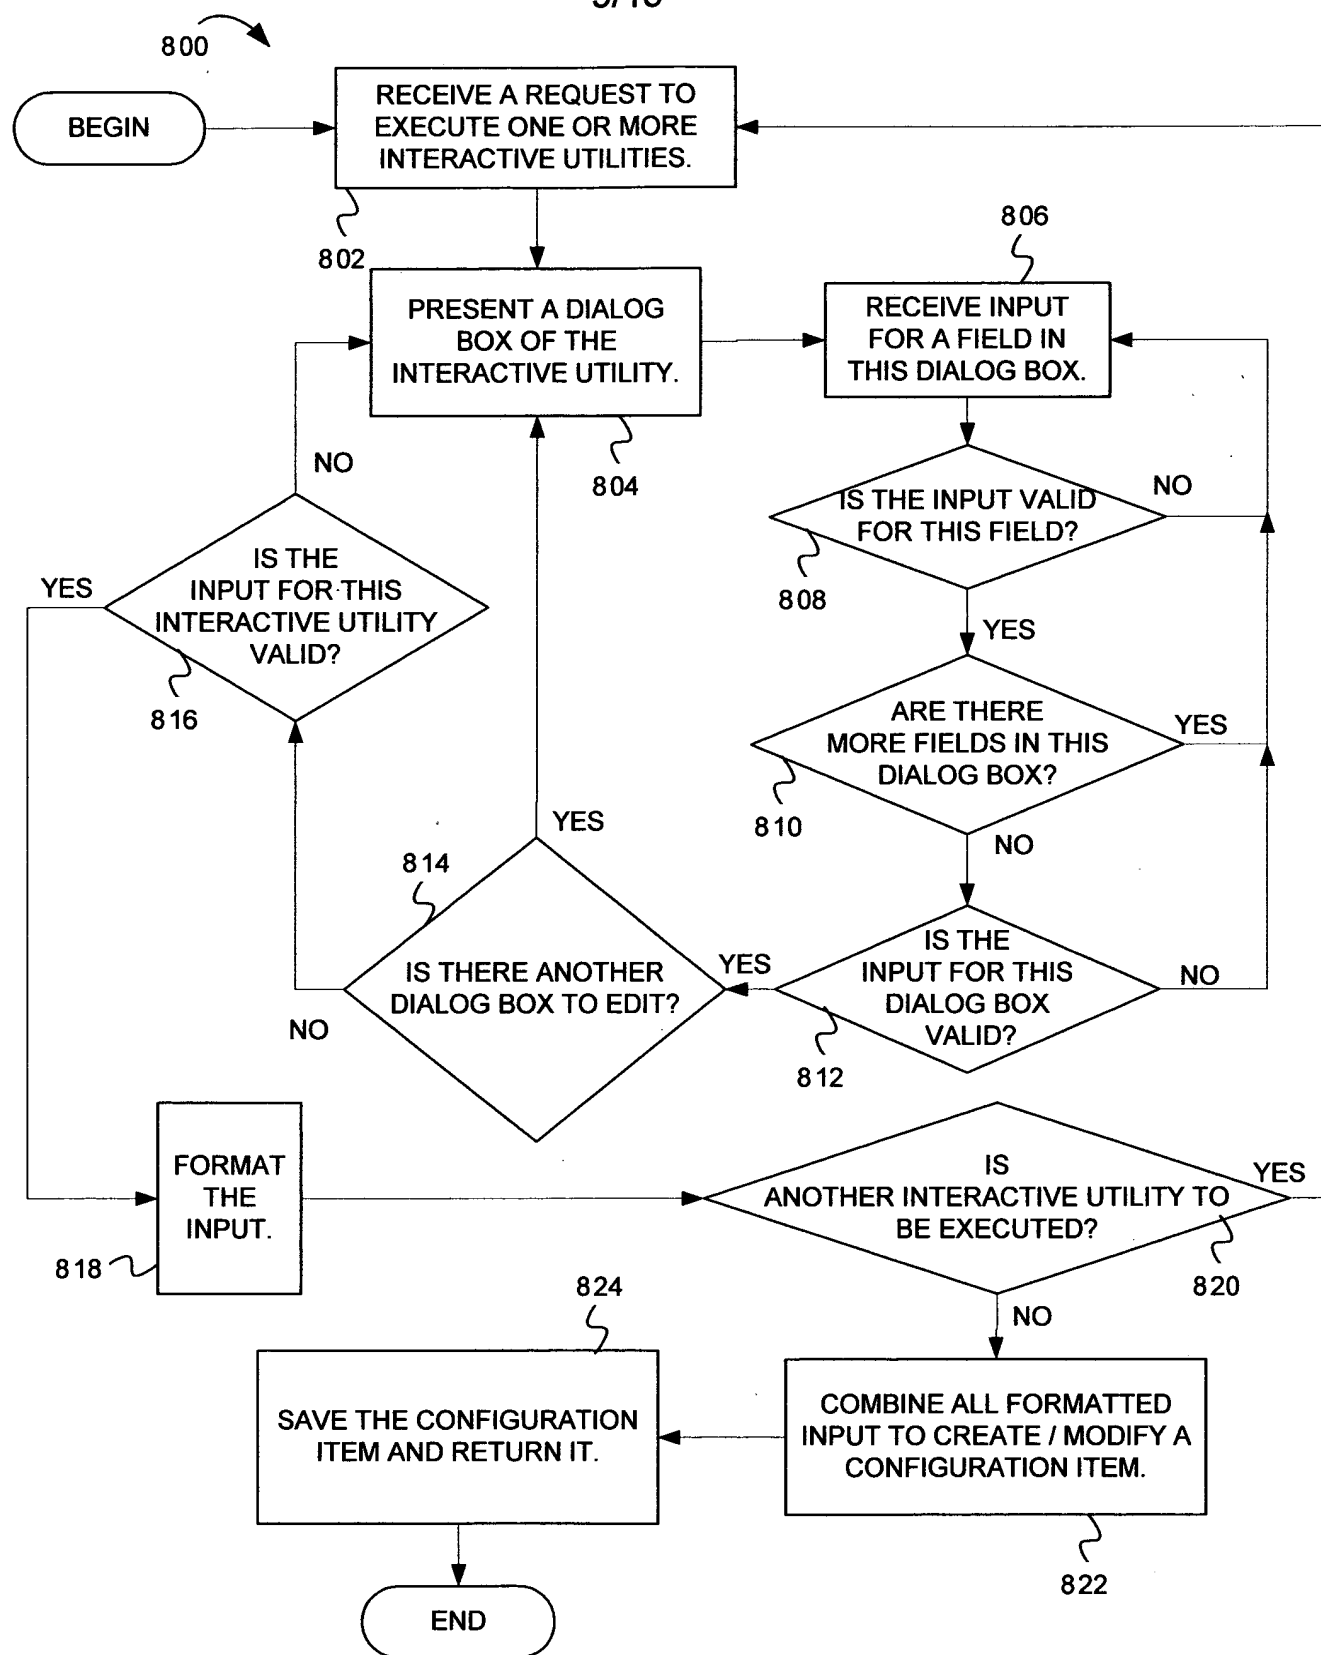 800
BEGIN
RECEIVE A REQUEST TO
EXECUTE ONE OR MORE
INTERACTIVE UTILITIES.
802
806
PRESENT A DIALOG
BOX OF THE
INTERACTIVE UTILITY.
804
RECEIVE INPUT
FOR A FIELD IN
THIS DIALOG BOX.
NO
IS THE INPUT VALID
FOR THIS FIELD?
NO
808
YES
IS THE
INPUT FOR THIS
INTERACTIVE UTILITY
VALID?
YES
816
ARE THERE
MORE FIELDS IN THIS
DIALOG BOX?
YES
810
NO
YES
814
IS THERE ANOTHER
DIALOG BOX TO EDIT?
NO
YES
IS THE
INPUT FOR THIS
DIALOG BOX
VALID?
NO
812
FORMAT
THE
INPUT.
818
IS
ANOTHER INTERACTIVE UTILITY TO
BE EXECUTED?
YES
820
NO
824
SAVE THE CONFIGURATION
ITEM AND RETURN IT.
COMBINE ALL FORMATTED
INPUT TO CREATE / MODIFY A
CONFIGURATION ITEM.
822
END